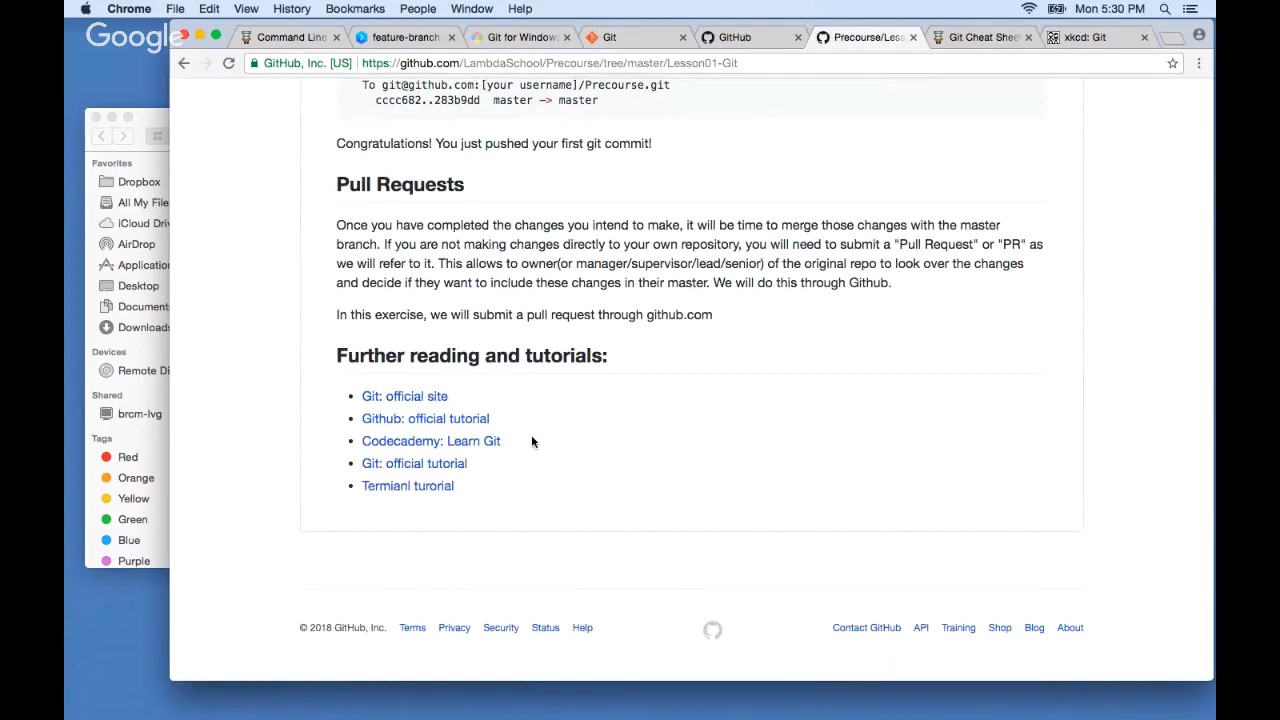 Chrome File Edit View History Bookmarks People Window Help Mon 5:30 PM
Google
Command Line feature-branch Git for Window Git GitHub Precourse/Less Git Cheat Shee xkcd: Git
GitHub, Inc. [US] https://github.com/LambdaSchool/Precourse/tree/master/Lesson01-Git
To git@github.com:[your username]/Precourse.git
cccc682..283b9dd master -> master
Congratulations! You just pushed your first git commit!
Pull Requests
Once you have completed the changes you intend to make, it will be time to merge those changes with the master
branch. If you are not making changes directly to your own repository, you will need to submit a "Pull Request" or "PR" as
we will refer to it. This allows to owner(or manager/supervisor/lead/senior) of the original repo to look over the changes
and decide if they want to include these changes in their master. We will do this through Github.
In this exercise, we will submit a pull request through github.com
Further reading and tutorials:
Git: official site
Github: official tutorial
Codecademy: Learn Git
Git: official tutorial
Termianl turorial
© 2018 GitHub, Inc. Terms Privacy Security Status Help Contact GitHub API Training Shop Blog About
Favorites
Dropbox
All My File
iCloud Driv
AirDrop
Application
Desktop
Document
Downloads
Devices
Remote Di
Shared
brcm-lvg
Tags
Red
Orange
Yellow
Green
Blue
Purple